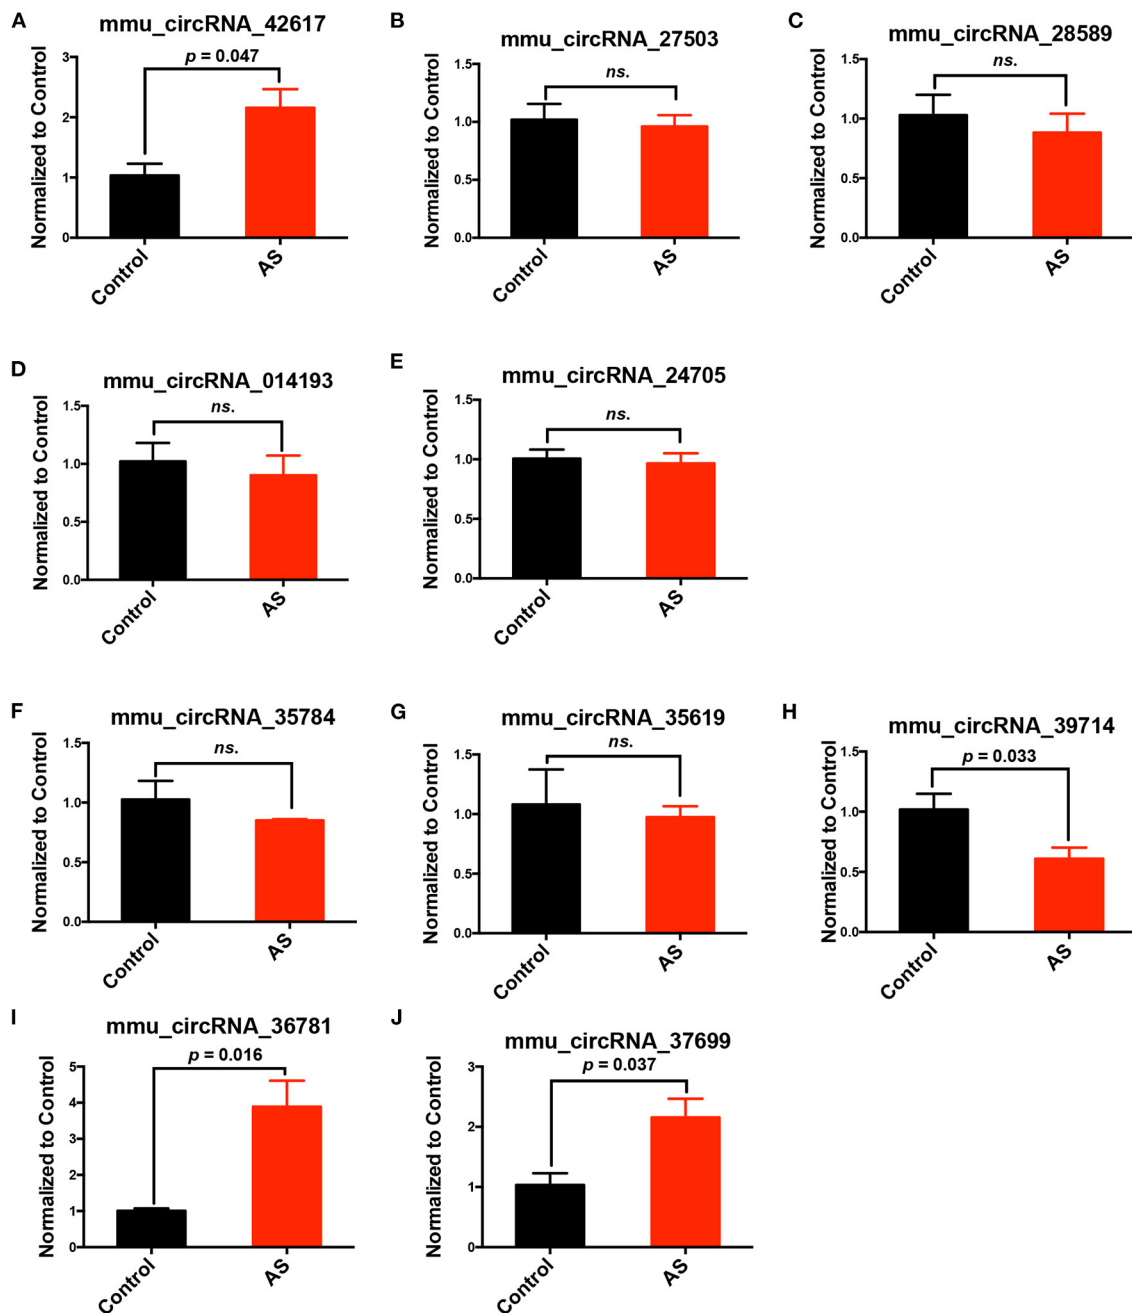 A
mmu_circRNA_42617
Normalized to Control
3
2
1
0
p = 0.047
Control
AS
B
mmu_circRNA_27503
Normalized to Control
1.5
1.0
0.5
0.0
ns.
Control
AS
C
mmu_circRNA_28589
Normalized to Control
1.5
1.0
0.5
0.0
ns.
Control
AS
D
mmu_circRNA_014193
Normalized to Control
1.5
1.0
0.5
0.0
ns.
Control
AS
E
mmu_circRNA_24705
Normalized to Control
1.5
1.0
0.5
0.0
ns.
Control
AS
F
mmu_circRNA_35784
Normalized to Control
1.5
1.0
0.5
0.0
ns.
Control
AS
G
mmu_circRNA_35619
Normalized to Control
1.5
1.0
0.5
0.0
ns.
Control
AS
H
mmu_circRNA_39714
Normalized to Control
1.5
1.0
0.5
0.0
p = 0.033
Control
AS
I
mmu_circRNA_36781
Normalized to Control
5
4
3
2
1
0
p = 0.016
Control
AS
J
mmu_circRNA_37699
Normalized to Control
3
2
1
0
p = 0.037
Control
AS